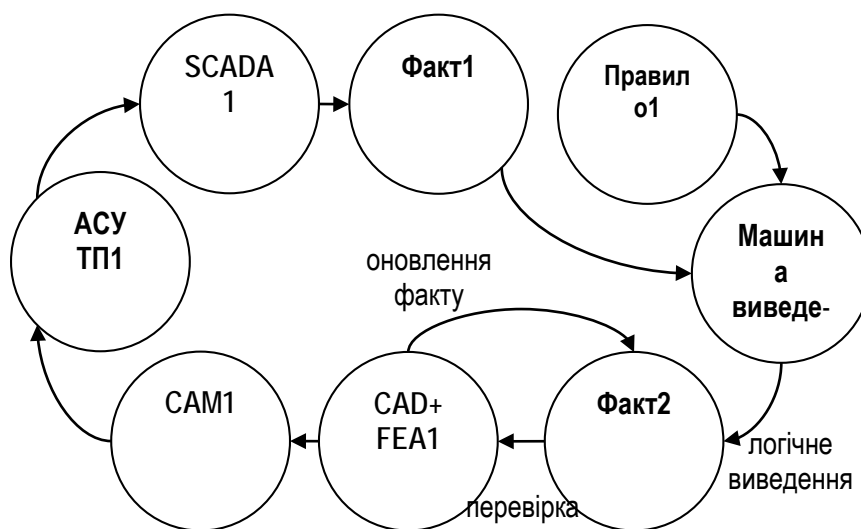 SCADA
1
Факт1
Правил
о1
АСУ
ТП1
Машин
а
виведе-
оновлення
факту
CAM1
CAD+
FEA1
Факт2
логічне
виведення
перевірка